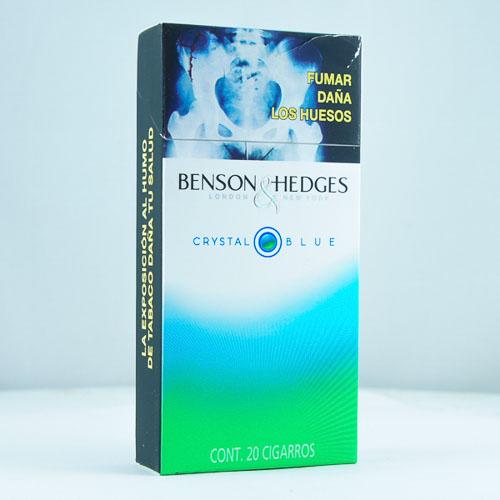 FUMAR
DAÑA
LOS HUESOS
BENSON & HEDGES
LONDON NEW YORK
CRYSTAL BLUE
CONT. 20 CIGARROS
LA EXPOSICIÓN AL HUMO
DE TABACO DAÑA TU SALUD